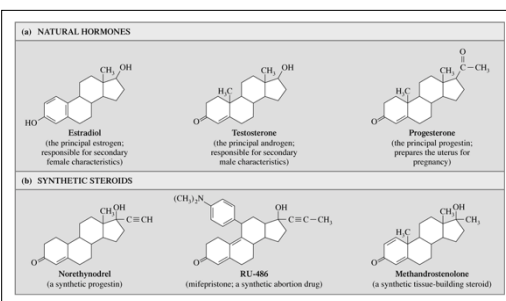 (a) NATURAL HORMONES
CH₃ OH
HO
Estradiol
(the principal estrogen;
responsible for secondary
female characteristics)
CH₃ OH
H₃C
O
Testosterone
(the principal androgen;
responsible for secondary
male characteristics)
O
CH₃ C—CH₃
H₃C
O
Progesterone
(the principal progestin;
prepares the uterus for
pregnancy)
(b) SYNTHETIC STEROIDS
CH₃ OH
C≡CH
O
Norethynodrel
(a synthetic progestin)
(CH₃)₂N
OH
C≡C—CH₃
O
RU-486
(mifepristone; a synthetic abortion drug)
CH₃ OH
CH₃
H₃C
O
Methandrostenolone
(a synthetic tissue-building steroid)